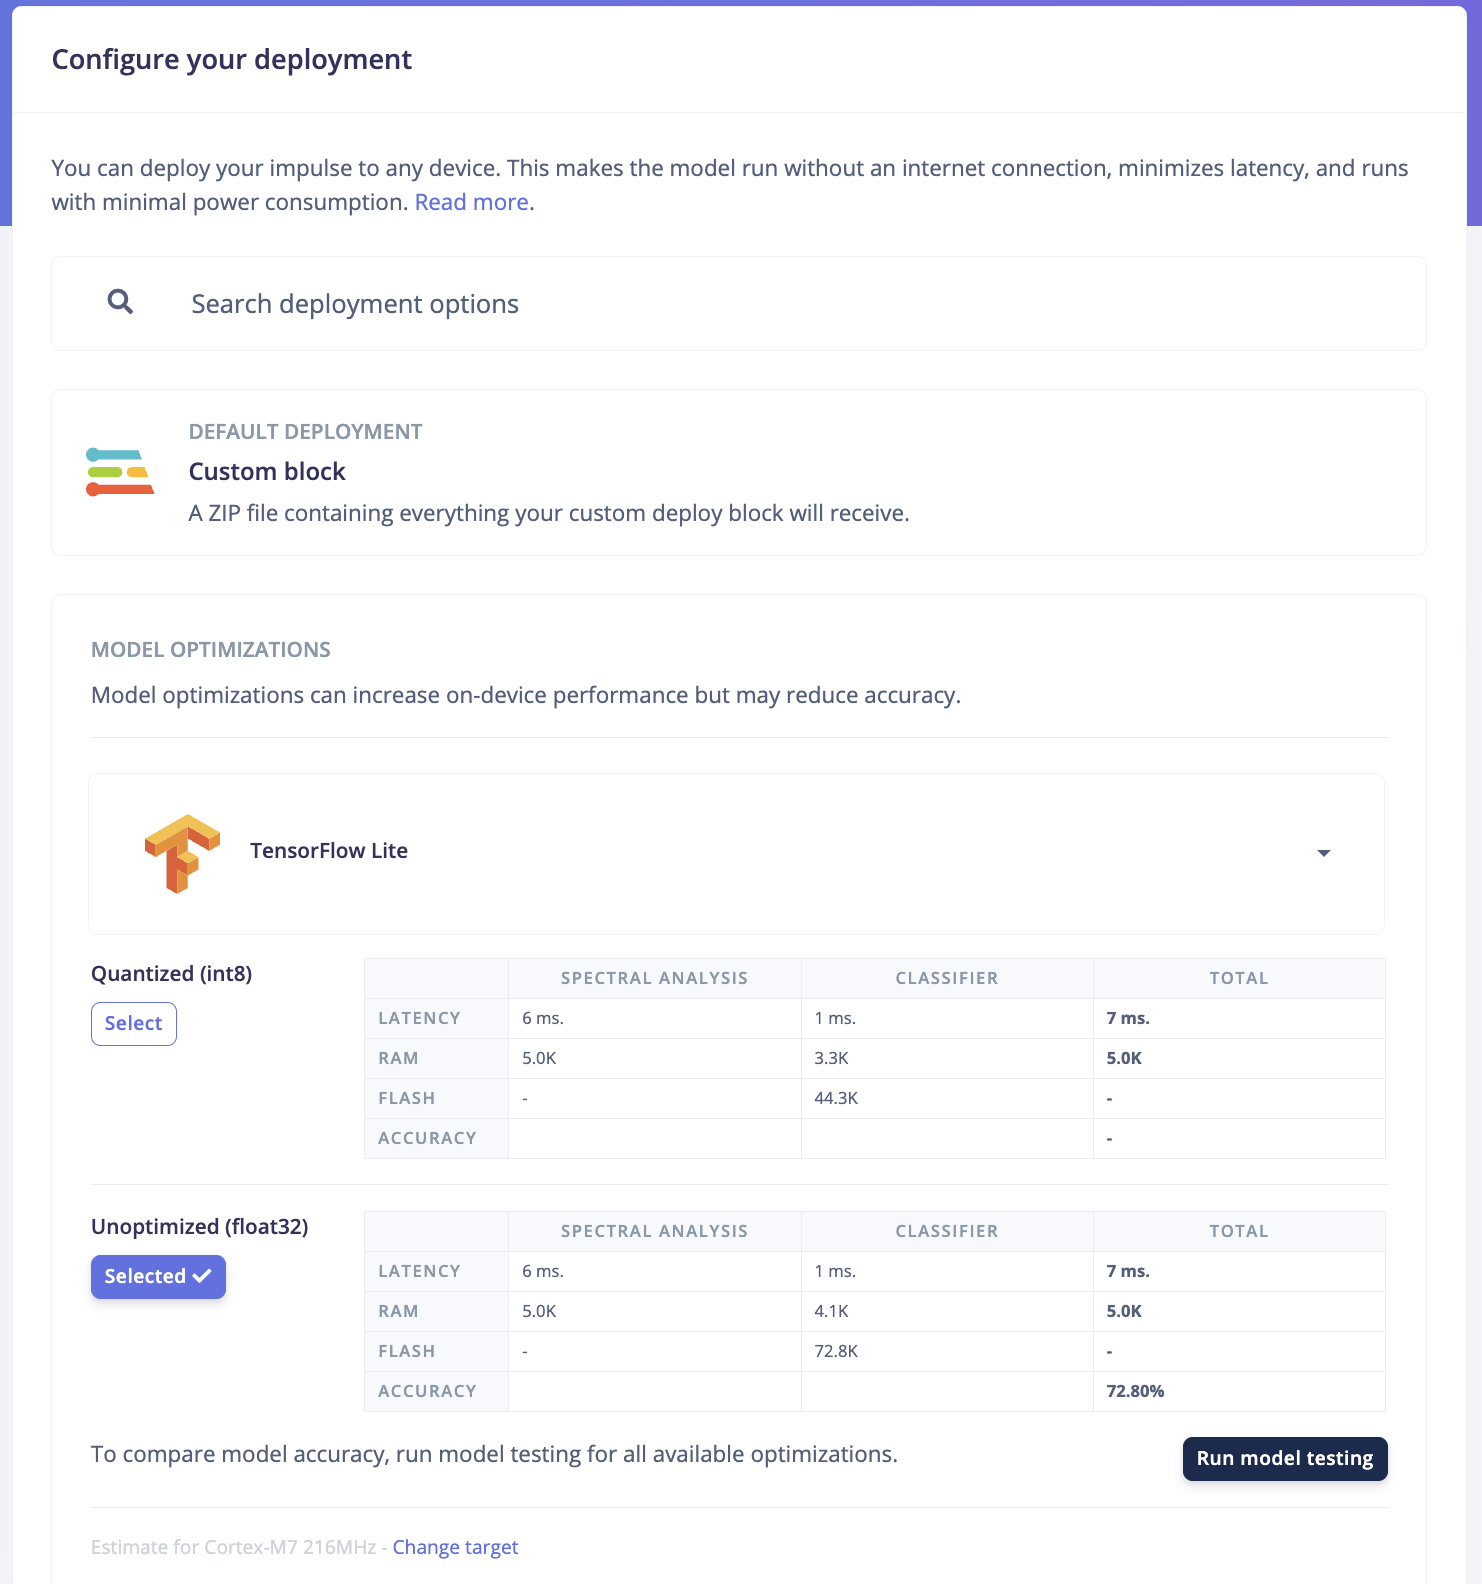 Configure your deployment
You can deploy your impulse to any device. This makes the model run without an internet connection, minimizes latency, and runs
with minimal power consumption. Read more.
Search deployment options
DEFAULT DEPLOYMENT
Custom block
A ZIP file containing everything your custom deploy block will receive.
MODEL OPTIMIZATIONS
Model optimizations can increase on-device performance but may reduce accuracy.
TensorFlow Lite
Quantized (int8)
Select
SPECTRAL ANALYSIS CLASSIFIER TOTAL
LATENCY 6 ms. 1 ms. 7 ms.
RAM 5.0K 3.3K 5.0K
FLASH - 44.3K -
ACCURACY -
Unoptimized (float32)
Selected
SPECTRAL ANALYSIS CLASSIFIER TOTAL
LATENCY 6 ms. 1 ms. 7 ms.
RAM 5.0K 4.1K 5.0K
FLASH - 72.8K -
ACCURACY 72.80%
To compare model accuracy, run model testing for all available optimizations.
Run model testing
Estimate for Cortex-M7 216MHz - Change target